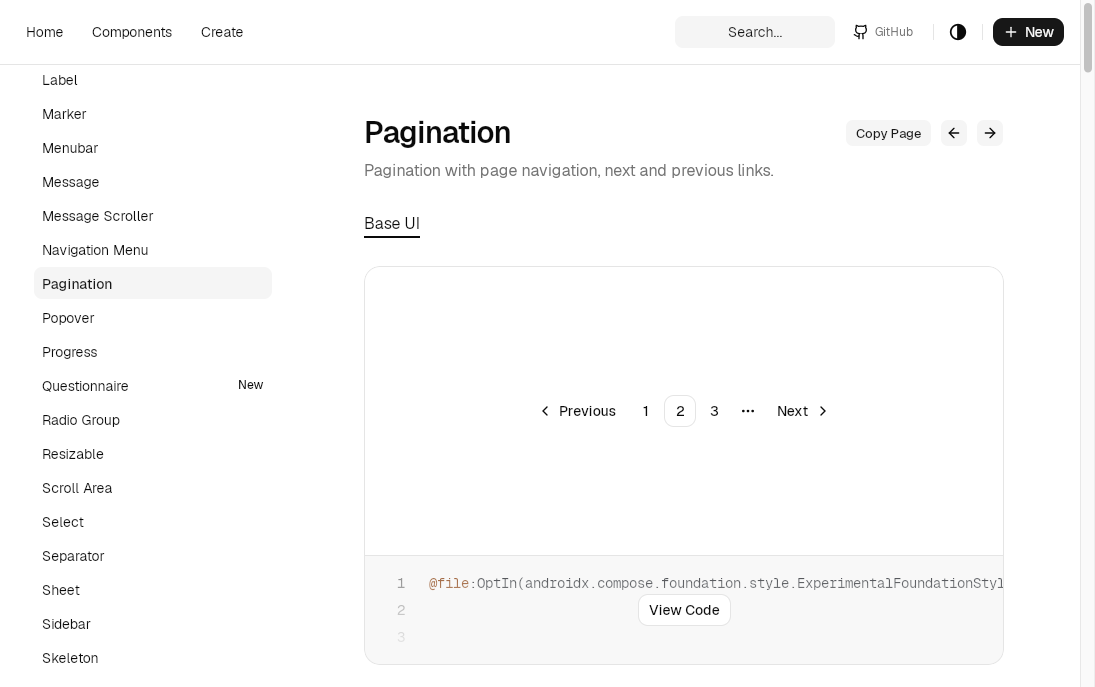 Home Components Create Search... GitHub New
Label
Marker
Menubar
Message
Message Scroller
Navigation Menu
Pagination
Popover
Progress
Questionnaire New
Radio Group
Resizable
Scroll Area
Select
Separator
Sheet
Sidebar
Skeleton
Pagination Copy Page
Pagination with page navigation, next and previous links.
Base UI
Previous 1 2 3 ••• Next
1 @file:OptIn(androidx.compose.foundation.style.ExperimentalFoundationStyl
2
View Code
3